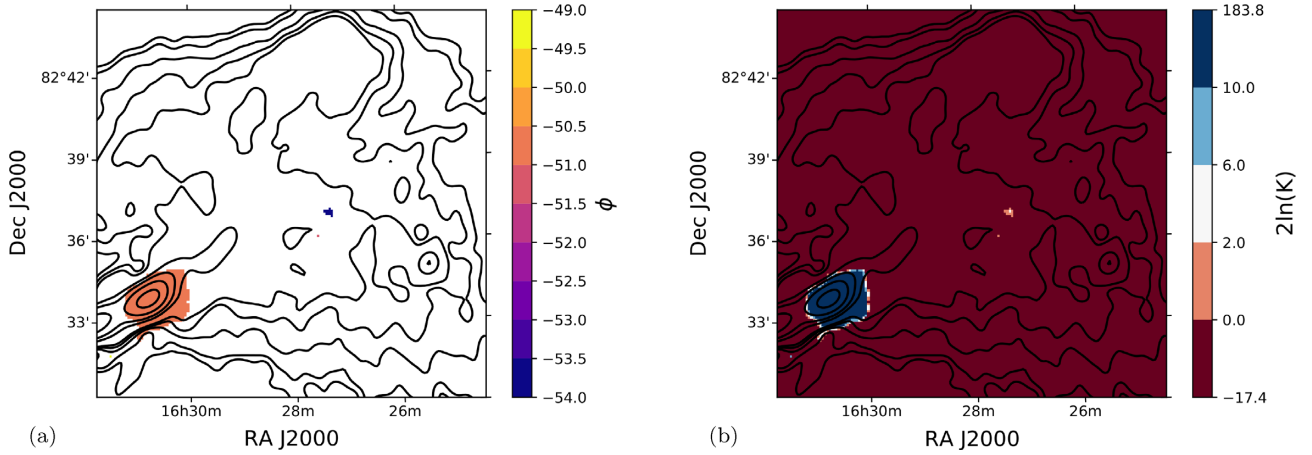 82°42'
39'
36'
33'
Dec J2000
16h30m
28m
26m
RA J2000
(a)
−49.0
−49.5
−50.0
−50.5
−51.0
−51.5
−52.0
−52.5
−53.0
−53.5
−54.0
ϕ
82°42'
39'
36'
33'
Dec J2000
16h30m
28m
26m
RA J2000
(b)
183.8
10.0
6.0
2.0
0.0
−17.4
2ln(K)